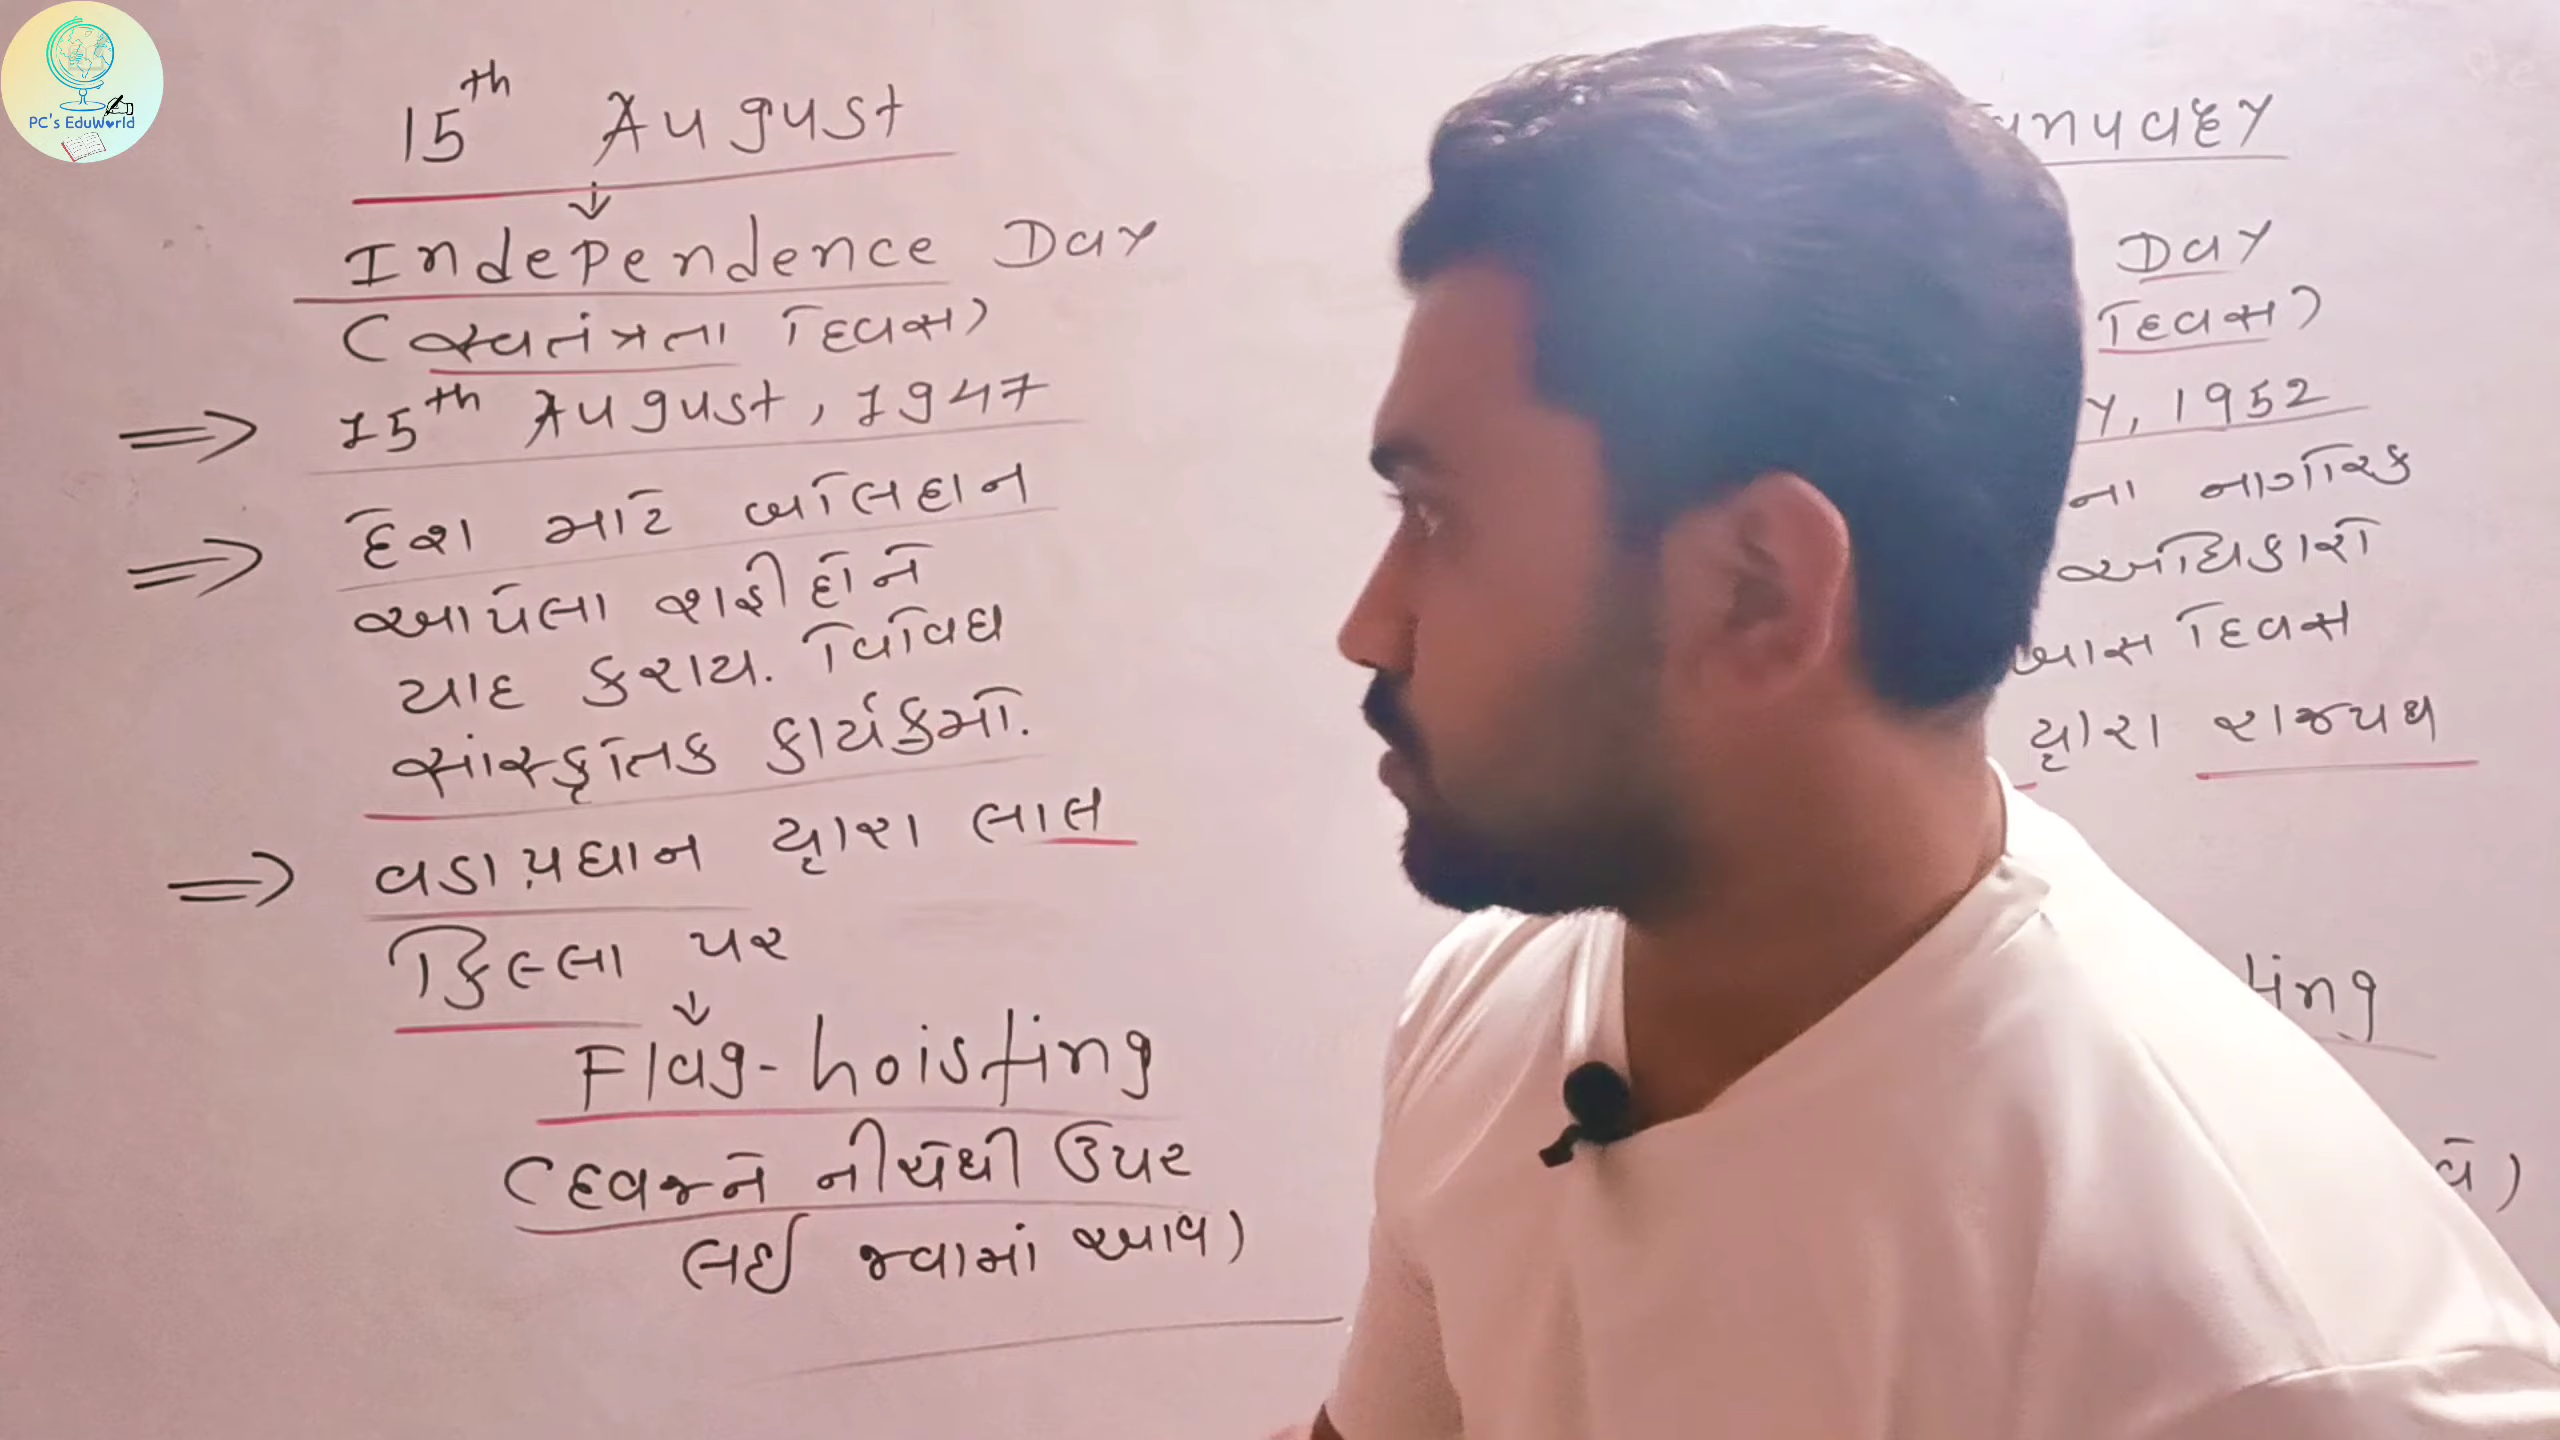 PC's EduWorld
15th August
↓
Independence Day
(સ્વતંત્રતા દિવસ)
⇒ 15th August, 1947
⇒ દેશ માટે બલિદાન
આપેલા શહીદોને
યાદ કરાય. વિવિધ
સાંસ્કૃતિક કાર્યક્રમો.
⇒ વડાપ્રધાન દ્વારા લાલ
કિલ્લા પર
↓
Flag-hoisting
(ધ્વજને નીચેથી ઉપર
લઈ જવામાં આવે)
Day
દિવસ)
Y, 1952
ના નાગરિક
અધિકારો
ખાસ દિવસ
દ્વારા રાજપથ
ting
વે)